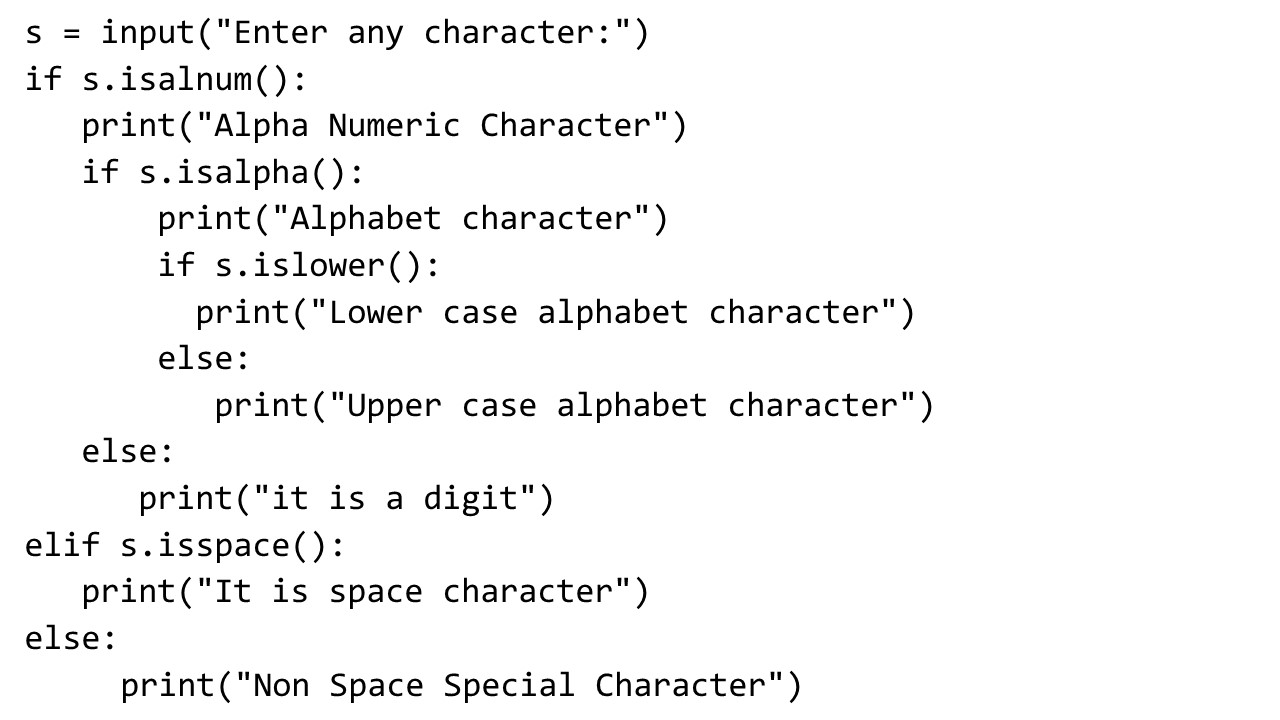 s = input("Enter any character:")
if s.isalnum():
   print("Alpha Numeric Character")
   if s.isalpha():
       print("Alphabet character")
       if s.islower():
         print("Lower case alphabet character")
       else:
          print("Upper case alphabet character")
   else:
      print("it is a digit")
elif s.isspace():
   print("It is space character")
else:
     print("Non Space Special Character")